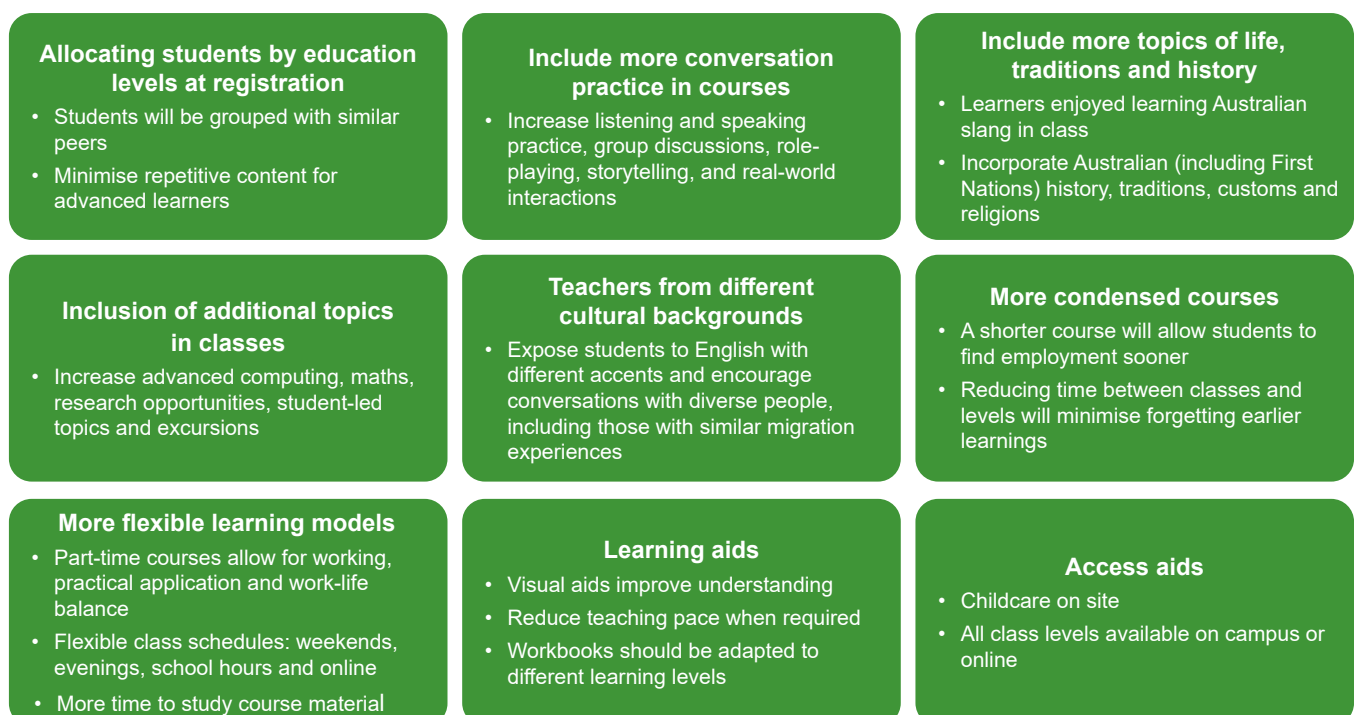 Allocating students by education
levels at registration
• Students will be grouped with similar
peers
• Minimise repetitive content for
advanced learners
Include more conversation
practice in courses
• Increase listening and speaking
practice, group discussions, role-
playing, storytelling, and real-world
interactions
Include more topics of life,
traditions and history
• Learners enjoyed learning Australian
slang in class
• Incorporate Australian (including First
Nations) history, traditions, customs and
religions
Inclusion of additional topics
in classes
• Increase advanced computing, maths,
research opportunities, student-led
topics and excursions
Teachers from different
cultural backgrounds
• Expose students to English with
different accents and encourage
conversations with diverse people,
including those with similar migration
experiences
More condensed courses
• A shorter course will allow students to
find employment sooner
• Reducing time between classes and
levels will minimise forgetting earlier
learnings
More flexible learning models
• Part-time courses allow for working,
practical application and work-life
balance
• Flexible class schedules: weekends,
evenings, school hours and online
• More time to study course material
Learning aids
• Visual aids improve understanding
• Reduce teaching pace when required
• Workbooks should be adapted to
different learning levels
Access aids
• Childcare on site
• All class levels available on campus or
online